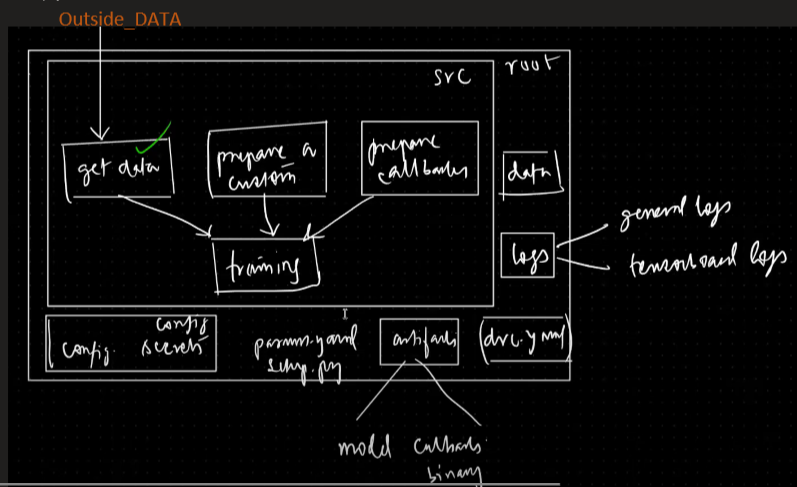 Outside_DATA
root
src
get data
prepare a
custom
prepare
callbacks
data
training
logs
general logs
tensorboard logs
config
config.
secrets
params.yaml
setup.py
artifacts
dvc.yaml
model
callbacks
binary